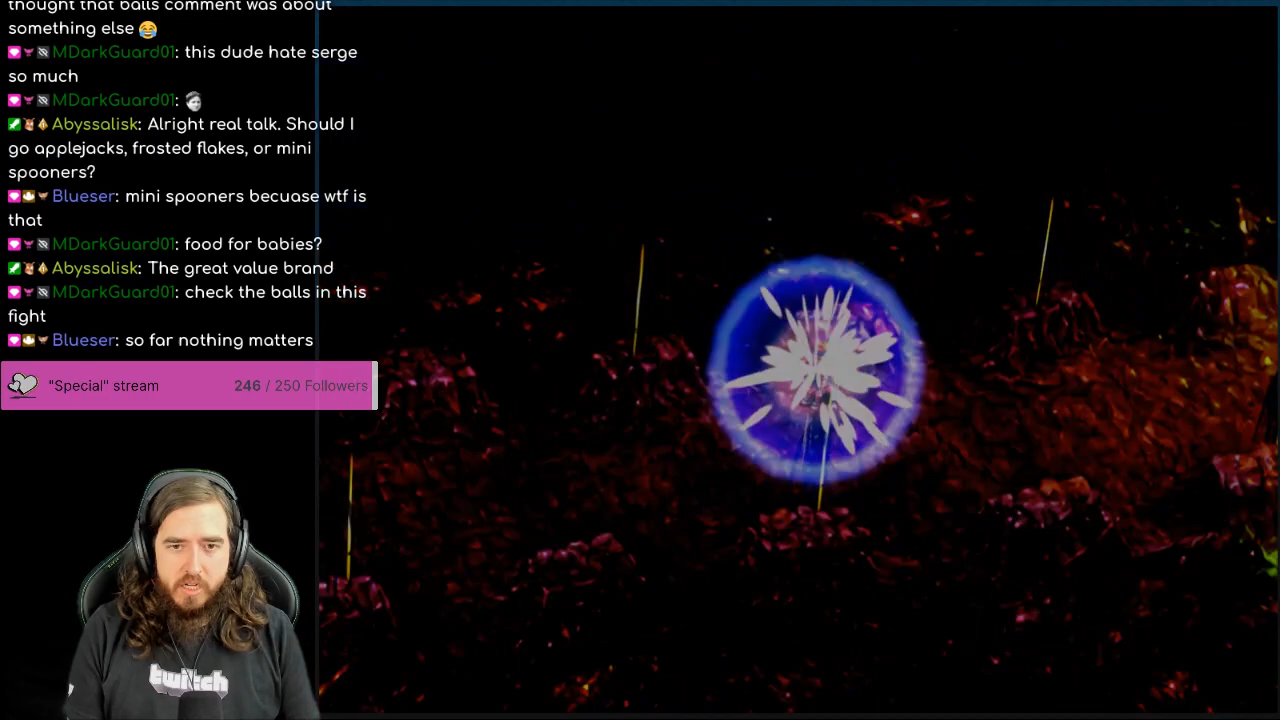 thought that balls comment was about
something else
MDarkGuard01: this dude hate serge
so much
MDarkGuard01:
Abyssalisk: Alright real talk. Should I
go applejacks, frosted flakes, or mini
spooners?
Blueser: mini spooners becuase wtf is
that
MDarkGuard01: food for babies?
Abyssalisk: The great value brand
MDarkGuard01: check the balls in this
fight
Blueser: so far nothing matters
"Special" stream 246 / 250 Followers
twitch